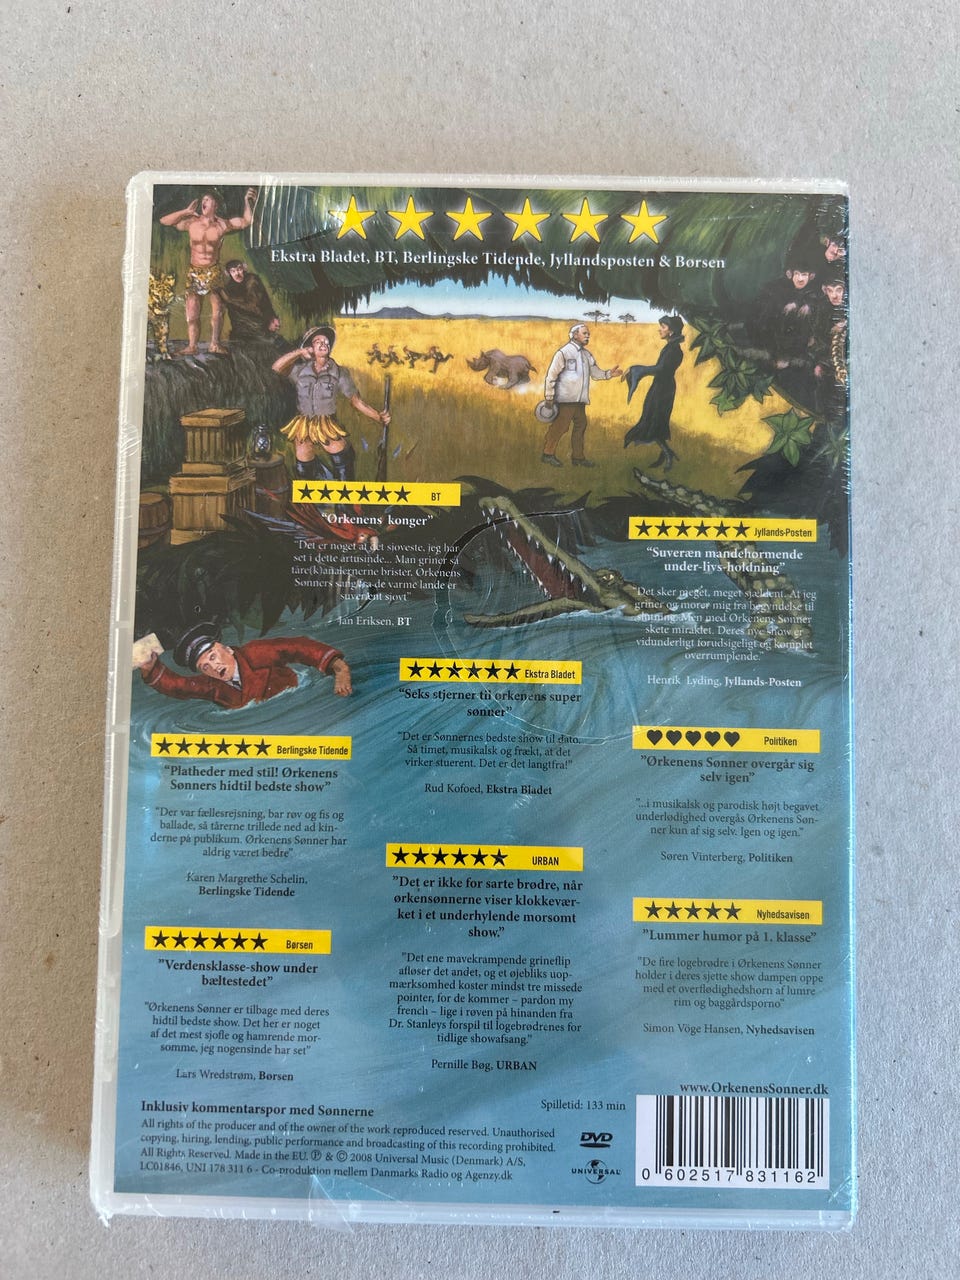 Ekstra Bladet, BT, Berlingske Tidende, Jyllandsposten & Børsen
BT
"Ørkenens konger"
"Det er noget af det sjoveste, jeg har
set i dette årtusinde... Man griner så
tåre(k)analernerne brister. Ørkenens
Sønners sang fra de varme lande er
suverænt sjovt"
Jan Eriksen, BT
Jyllands-Posten
"Suveræn mandehørmende
under-livs-holdning"
"Det sker meget, meget sjældent. At jeg
griner og morer mig fra begyndelse til
slutning. Men med Ørkenens Sønner
skete miraklet. Deres nye show er
vidunderligt forudsigeligt og komplet
overrumplende."
Henrik Lyding, Jyllands-Posten
Ekstra Bladet
"Seks stjerner til ørkenens super
sønner"
"Det er Sønnernes bedste show til dato.
Så timet, musikalsk og frækt, at det
virker stuerent. Det er det langtfra!"
Rud Kofoed, Ekstra Bladet
Politiken
"Ørkenens Sønner overgår sig
selv igen"
"...i musikalsk og parodisk højt begavet
underlødighed overgås Ørkenens Søn-
ner kun af sig selv. Igen og igen."
Søren Vinterberg, Politiken
Berlingske Tidende
"Platheder med stil! Ørkenens
Sønners hidtil bedste show"
"Der var fællesrejsning, bar røv og fis og
ballade, så tårerne trillede ned ad kin-
derne på publikum. Ørkenens Sønner har
aldrig været bedre"
Karen Margrethe Schelin,
Berlingske Tidende
URBAN
"Det er ikke for sarte brødre, når
ørkensønnerne viser klokkevær-
ket i et underhylende morsomt
show."
"Det ene mavekrampende grineflip
afløser det andet, og et øjebliks uop-
mærksomhed koster mindst tre missede
pointer, for de kommer – pardon my
french – lige i røven på hinanden fra
Dr. Stanleys forspil til logebrødrenes for
tidlige showafsang."
Pernille Bøg, URBAN
Nyhedsavisen
"Lummer humor på 1. klasse"
"De fire logebrødre i Ørkenens Sønner
holder i deres sjette show dampen oppe
med et overflødighedshorn af lumre
rim og baggårdsporno"
Simon Vöge Hansen, Nyhedsavisen
Børsen
"Verdensklasse-show under
bæltestedet"
"Ørkenens Sønner er tilbage med deres
hidtil bedste show. Det her er noget
af det mest sjofle og hamrende mor-
somme, jeg nogensinde har set"
Lars Wredstrøm, Børsen
www.OrkenensSonner.dk
Inklusiv kommentarspor med Sønnerne
Spilletid: 133 min
All rights of the producer and of the owner of the work reproduced reserved. Unauthorised
copying, hiring, lending, public performance and broadcasting of this recording prohibited.
All Rights Reserved. Made in the EU. ℗ & © 2008 Universal Music (Denmark) A/S,
LC01846, UNI 178 311 6 - Co-produktion mellem Danmarks Radio og Agenzy.dk
DVD
UNIVERSAL
0 602517 831162